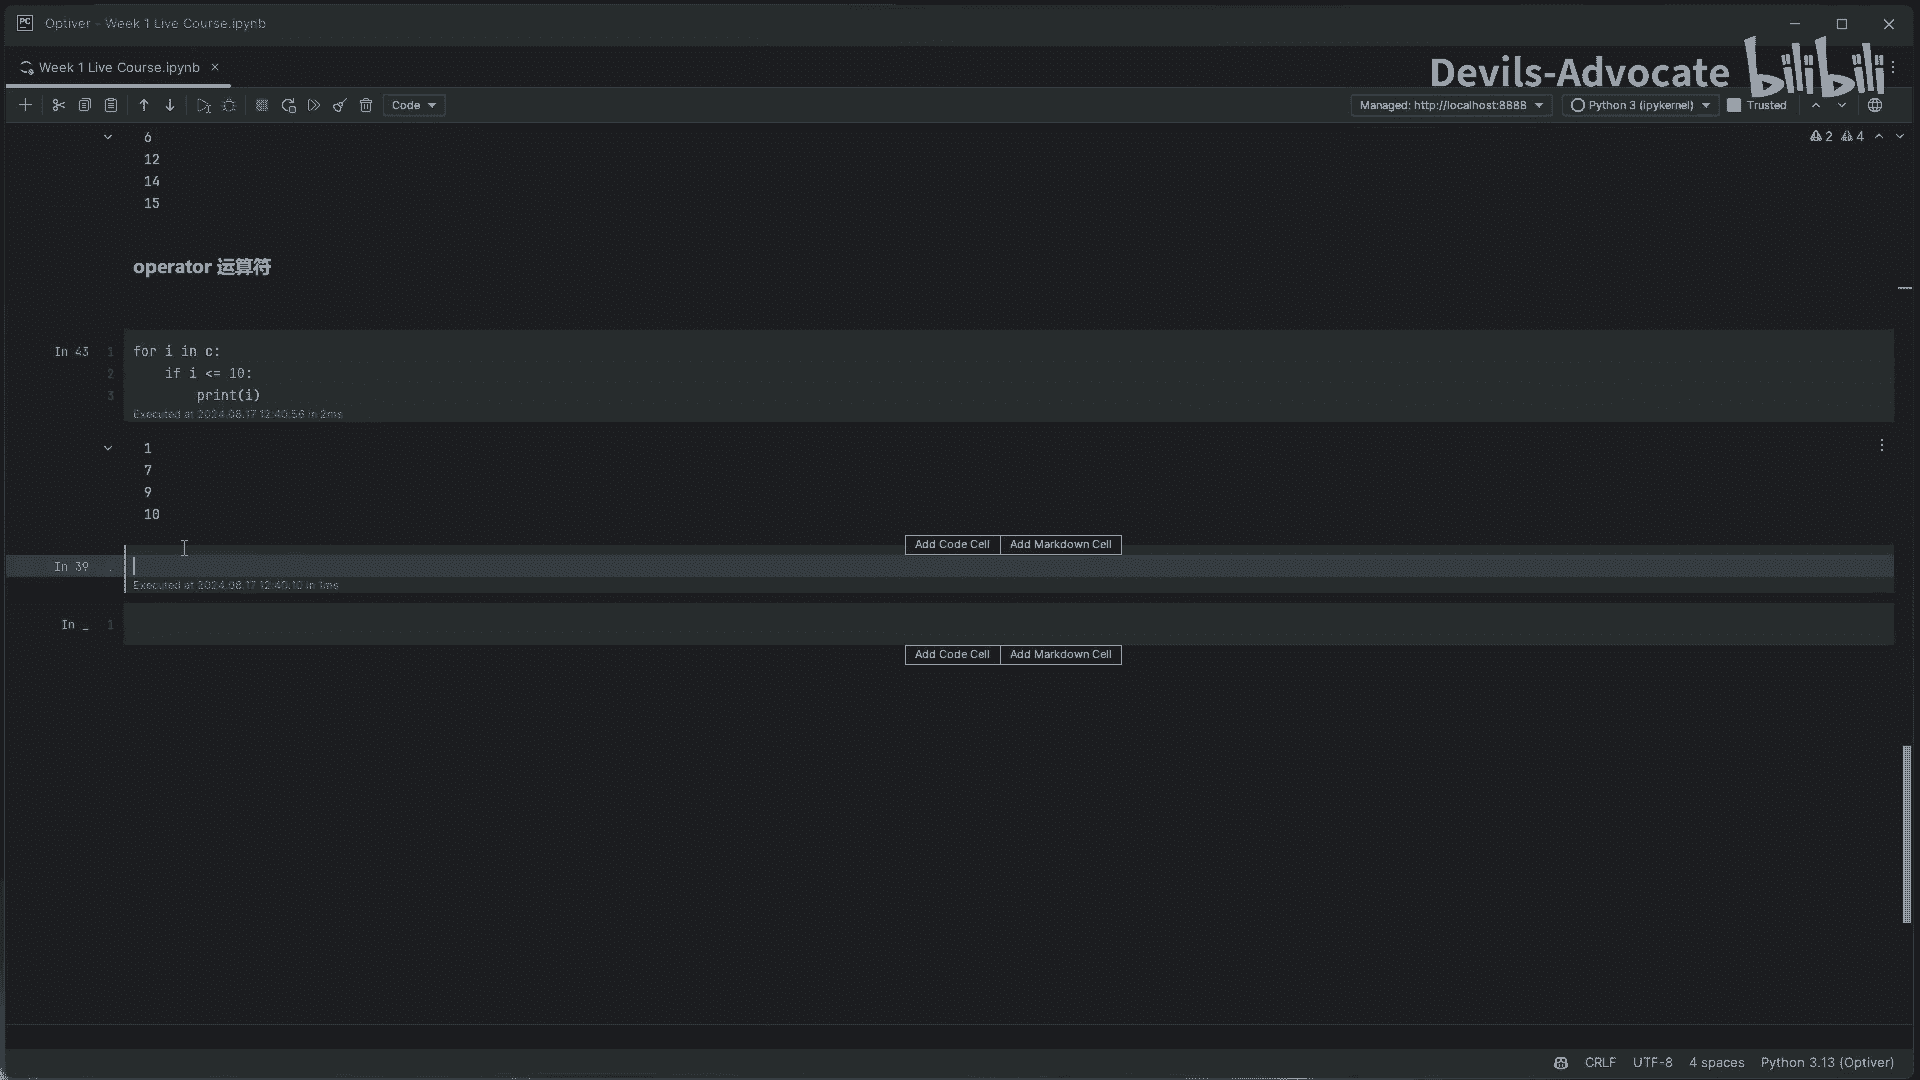 PC Optiver - Week 1 Live Course.ipynb
Week 1 Live Course.ipynb
Devils-Advocate bilibili
Code
Managed: http://localhost:8888
Python 3 (ipykernel)
Trusted
2 4
6
12
14
15
operator 运算符
In 43
1 for i in c:
2 if i <= 10:
3 print(i)
Executed at 2024.08.17 12:40:56 in 2ms
1
7
9
10
Add Code Cell Add Markdown Cell
In 39
Executed at 2024.08.17 12:40:10 in 1ms
In _ 1
Add Code Cell Add Markdown Cell
CRLF UTF-8 4 spaces Python 3.13 (Optiver)